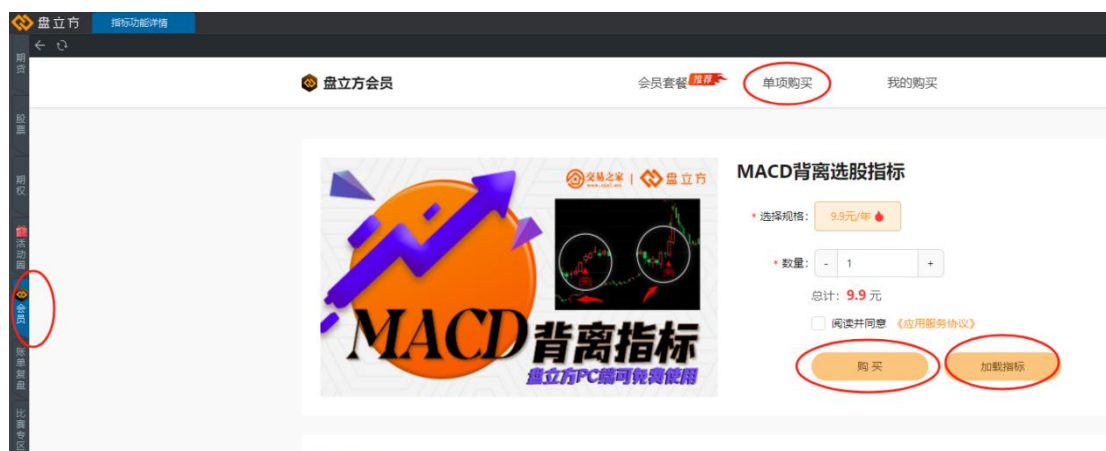 盘立方
指标功能详情
期货
股票
期权
活动圈
会员
账单复盘
比赛专区
盘立方会员
会员套餐
推荐
单项购买
我的购买
交易之家
盘立方
MACD背离指标
盘立方PC端可免费使用
MACD背离选股指标
* 选择规格:
9.9元/年
* 数量:
- 1 +
总计: 9.9 元
阅读并同意 《应用服务协议》
购 买
加载指标